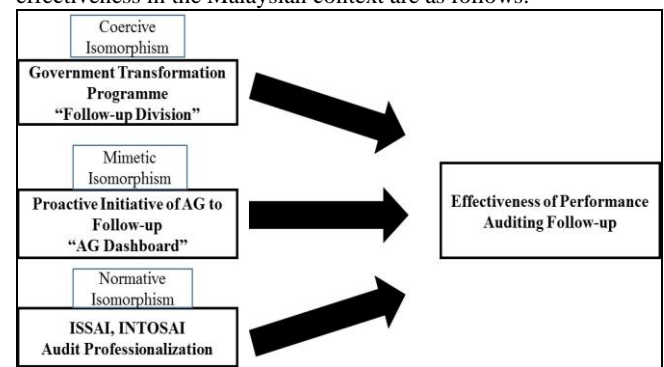 effectiveness in the Malaysian context are as follows:
Coercive
Isomorphism
Government Transformation
Programme
“Follow-up Division”
Mimetic
Isomorphism
Proactive Initiative of AG to
Follow-up
“AG Dashboard”
Normative
Isomorphism
ISSAI, INTOSAI
Audit Professionalization
Effectiveness of Performance
Auditing Follow-up